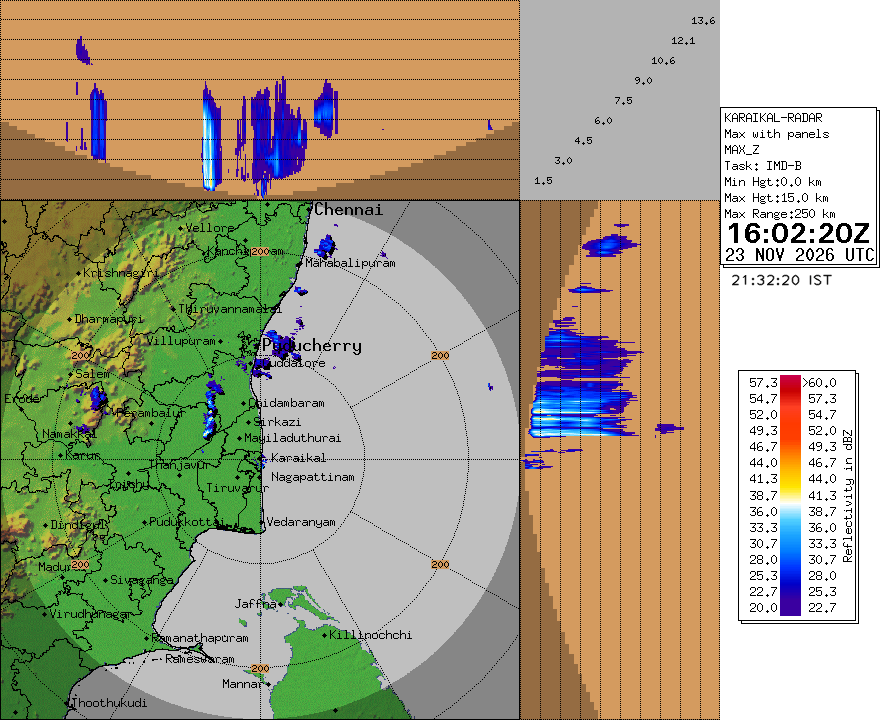 13.6
12.1
10.6
9.0
7.5
6.0
4.5
3.0
1.5
KARAIKAL-RADAR
Max with panels
MAX_Z
Task: IMD-B
Min Hgt:0.0 km
Max Hgt:15.0 km
Max Range:250 km
16:02:20Z
23 NOV 2026 UTC
21:32:20 IST
Chennai
Vellore
200
Mahabalipuram
Krishnagiri
Thiruvannamalai
Dharmapuri
Villupuram
Puducherry
200
200
Cuddalore
Salem
Erode
Chidambaram
Perambalur
Sirkazi
Namakkal
Mayiladuthurai
Karur
Karaikal
Thanjavur
Nagapattinam
Tiruvarur
Dindigul
Pudukkottai
Vedaranyam
200
200
Madurai
Sivaganga
Jaffna
Virudhunagar
Ramanathapuram
Killinochchi
Rameswaram
200
Mannar
Thoothukudi
57.3 >60.0
54.7 57.3
52.0 54.7
49.3 52.0
46.7 49.3
44.0 46.7
41.3 44.0
38.7 41.3
36.0 38.7
33.3 36.0
30.7 33.3
28.0 30.7
25.3 28.0
22.7 25.3
20.0 22.7
Reflectivity in dBZ